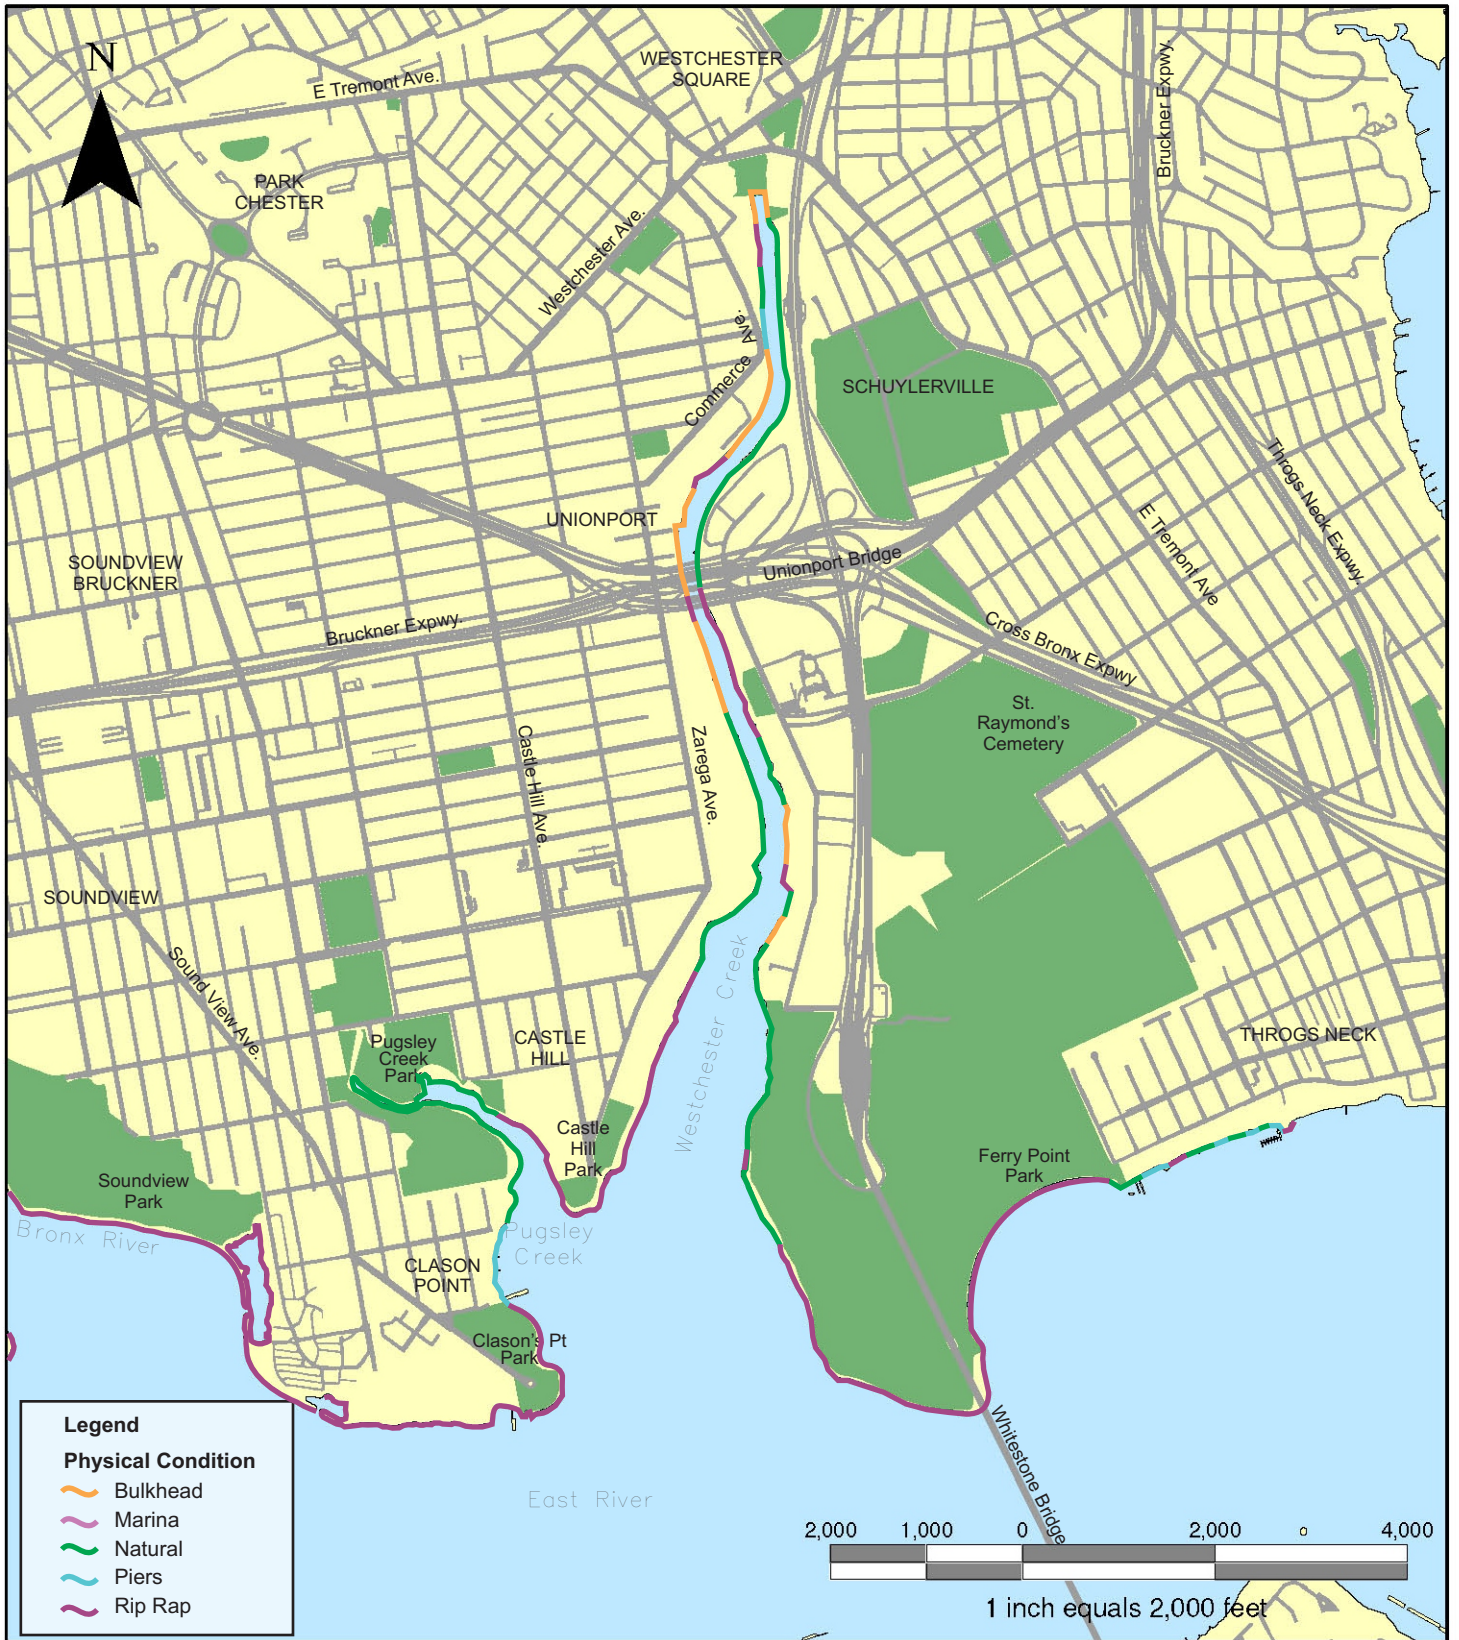 N
E Tremont Ave.
WESTCHESTER
SQUARE
Bruckner Expwy.
PARK
CHESTER
Westchester Ave.
Commerce Ave.
SCHUYLERVILLE
Throgs Neck Expwy.
E Tremont Ave
UNIONPORT
Unionport Bridge
SOUNDVIEW
BRUCKNER
Bruckner Expwy.
Cross Bronx Expwy
St.
Raymond's
Cemetery
Castle Hill Ave.
Zarega Ave.
SOUNDVIEW
Sound View Ave.
Westchester Creek
Pugsley
Creek
Park
CASTLE
HILL
THROGS NECK
Castle
Hill
Park
Ferry Point
Park
Soundview
Park
Bronx River
Pugsley
Creek
CLASON
POINT
Clason's Pt
Park
Whitestone Bridge
East River
Legend
Physical Condition
Bulkhead
Marina
Natural
Piers
Rip Rap
2,000 1,000 0 2,000 4,000
1 inch equals 2,000 feet